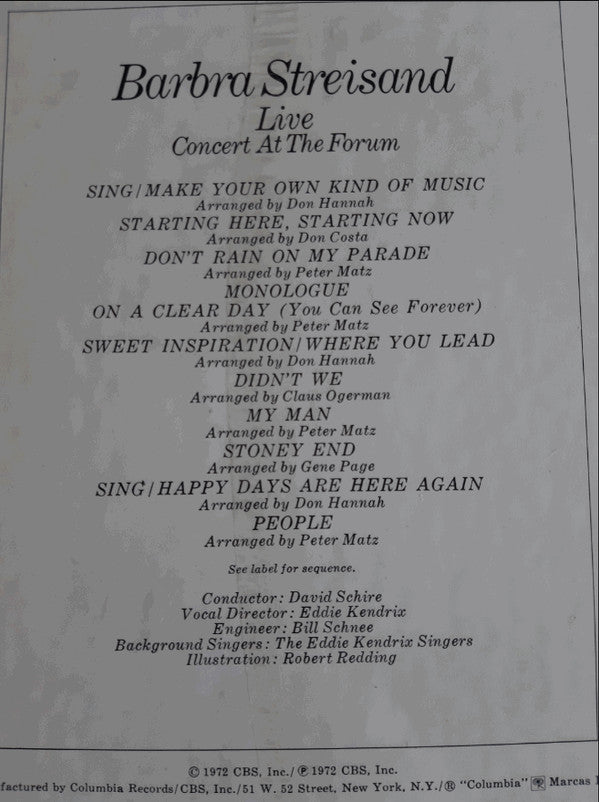 Barbra Streisand
Live
Concert At The Forum
SING/MAKE YOUR OWN KIND OF MUSIC
Arranged by Don Hannah
STARTING HERE, STARTING NOW
Arranged by Don Costa
DON'T RAIN ON MY PARADE
Arranged by Peter Matz
MONOLOGUE
ON A CLEAR DAY (You Can See Forever)
Arranged by Peter Matz
SWEET INSPIRATION/WHERE YOU LEAD
Arranged by Don Hannah
DIDN'T WE
Arranged by Claus Ogerman
MY MAN
Arranged by Peter Matz
STONEY END
Arranged by Gene Page
SING/HAPPY DAYS ARE HERE AGAIN
Arranged by Don Hannah
PEOPLE
Arranged by Peter Matz
See label for sequence.
Conductor: David Schire
Vocal Director: Eddie Kendrix
Engineer: Bill Schnee
Background Singers: The Eddie Kendrix Singers
Illustration: Robert Redding
© 1972 CBS, Inc./℗ 1972 CBS, Inc.
factured by Columbia Records/CBS, Inc./51 W. 52 Street, New York, N.Y./® "Columbia" Marcas